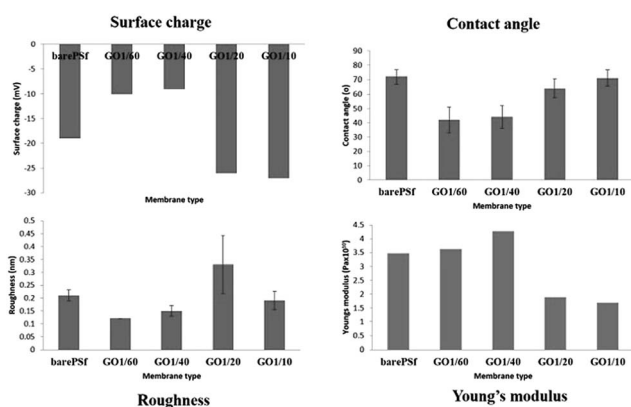 Surface charge
0
-5
-10
-15
-20
-25
-30
Surface charge (mV)
barePSf GO1/60 GO1/40 GO1/20 GO1/10
Membrane type
Contact angle
90
80
70
60
50
40
30
20
10
0
Contact angle (o)
barePSf GO1/60 GO1/40 GO1/20 GO1/10
Membrane type
0.5
0.45
0.4
0.35
0.3
0.25
0.2
0.15
0.1
0.05
0
Roughness (nm)
barePSf GO1/60 GO1/40 GO1/20 GO1/10
Membrane type
Roughness
4.5
4
3.5
3
2.5
2
1.5
1
0.5
0
Youngs modulus (Pax10¹⁰)
barePSf GO1/60 GO1/40 GO1/20 GO1/10
Membrane type
Young's modulus